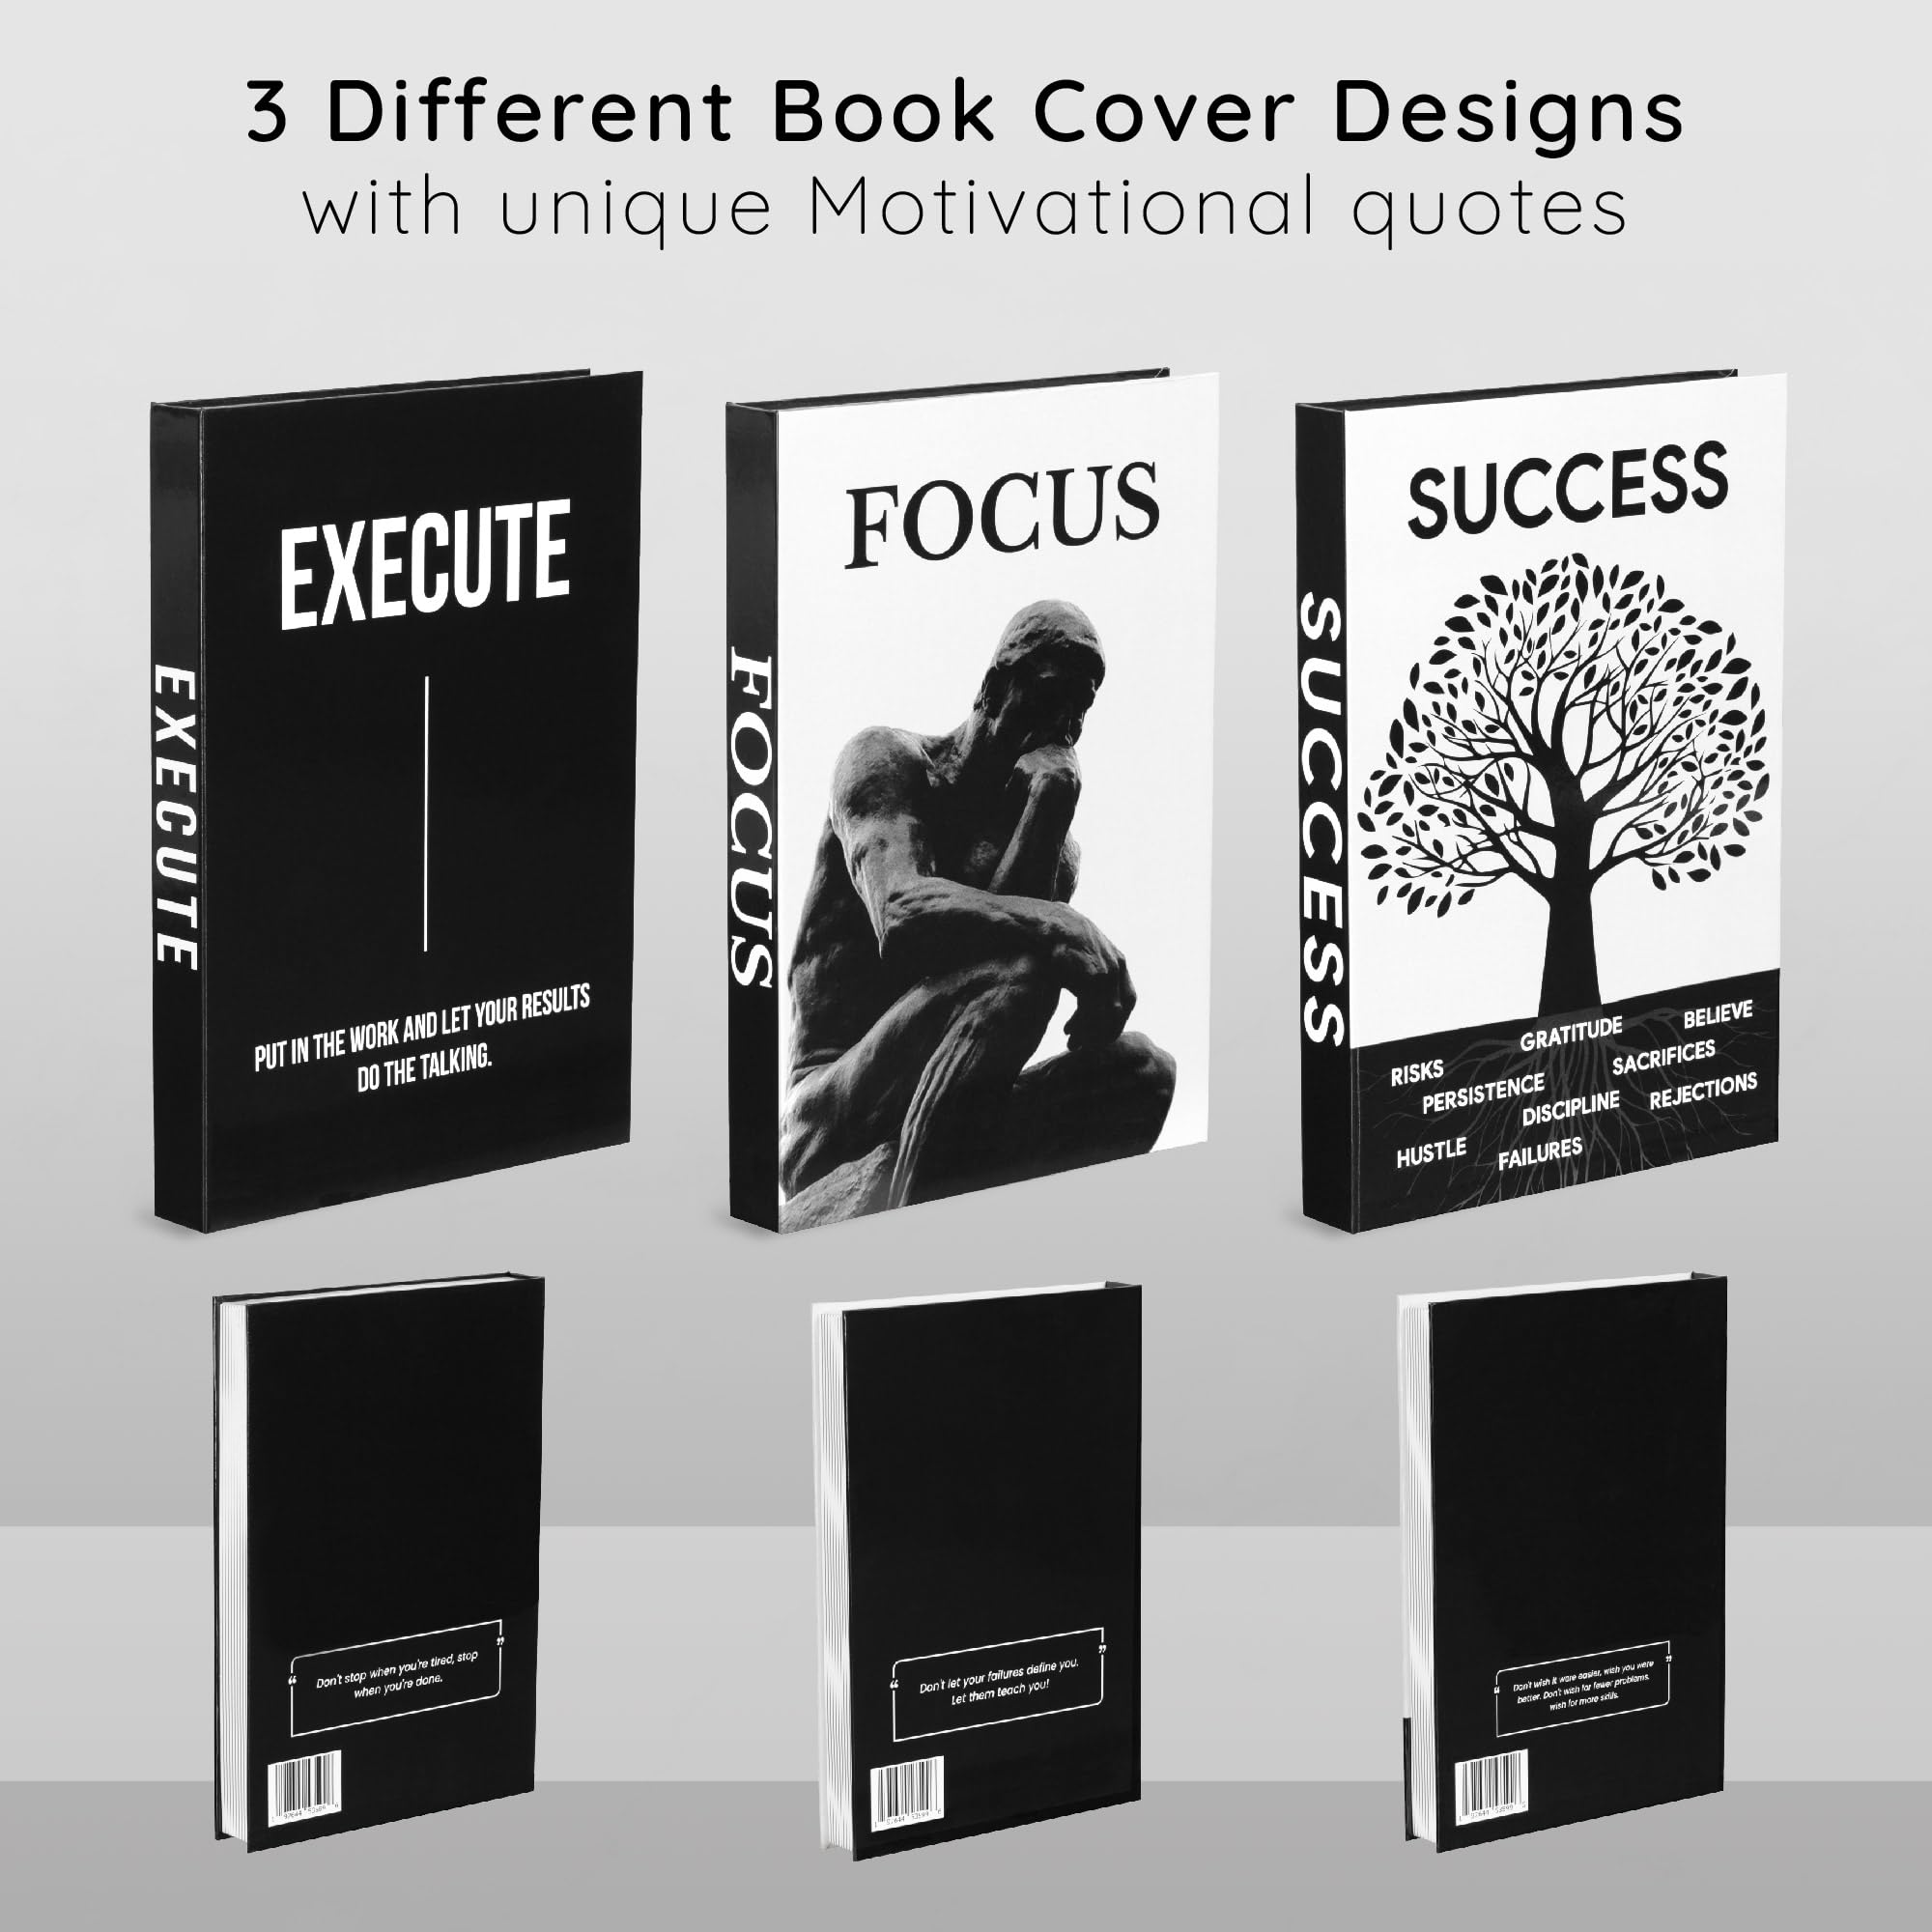 3 Different Book Cover Designs
with unique Motivational quotes
EXECUTE
EXECUTE
PUT IN THE WORK AND LET YOUR RESULTS
DO THE TALKING.
FOCUS
FOCUS
SUCCESS
SUCCESS
GRATITUDE
BELIEVE
RISKS
SACRIFICES
PERSISTENCE
DISCIPLINE
REJECTIONS
HUSTLE
FAILURES
“ Don't stop when you're tired, stop ”
when you're done.
“ Don't let your failures define you. ”
Let them teach you!
“ Don't wish it were easier, wish you were ”
better. Don't wish for fewer problems,
wish for more skills.